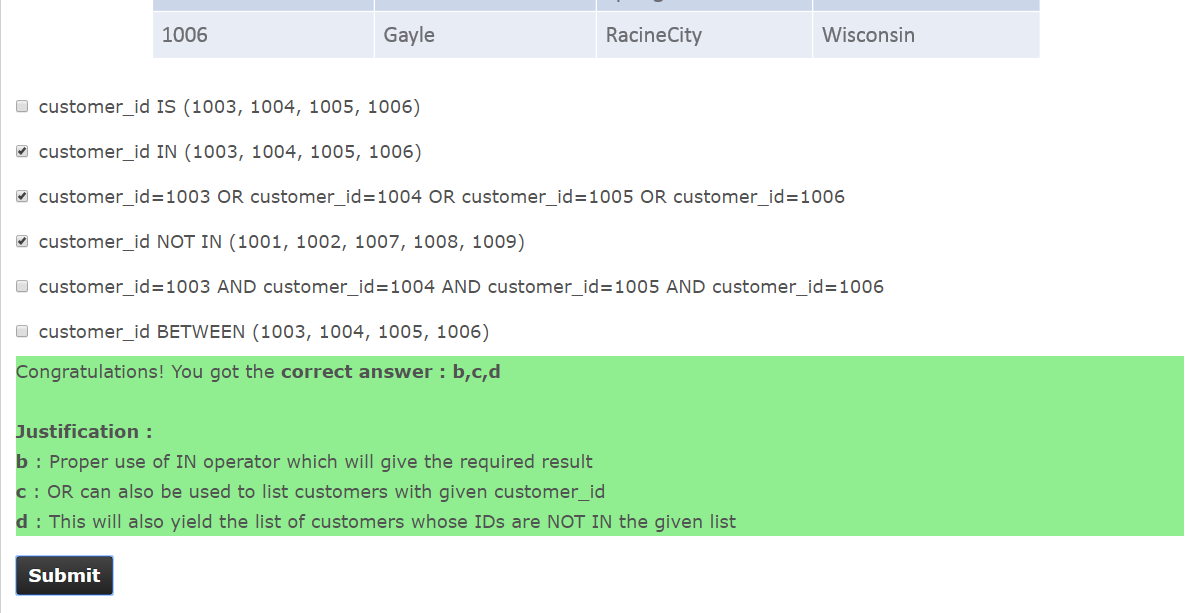 1006 Gayle RacineCity Wisconsin
customer_id IS (1003, 1004, 1005, 1006)
customer_id IN (1003, 1004, 1005, 1006)
customer_id=1003 OR customer_id=1004 OR customer_id=1005 OR customer_id=1006
customer_id NOT IN (1001, 1002, 1007, 1008, 1009)
customer_id=1003 AND customer_id=1004 AND customer_id=1005 AND customer_id=1006
customer_id BETWEEN (1003, 1004, 1005, 1006)
Congratulations! You got the correct answer : b,c,d
Justification :
b : Proper use of IN operator which will give the required result
c : OR can also be used to list customers with given customer_id
d : This will also yield the list of customers whose IDs are NOT IN the given list
Submit